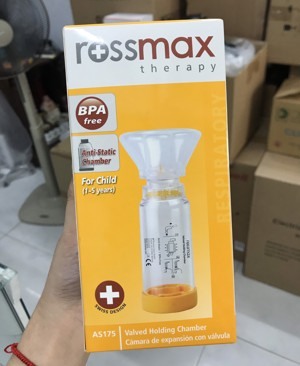 rossmax
therapy
BPA
free
Anti-Static
Chamber
For Child
(1-5 years)
RESPIRATORY
SWISS DESIGN
AS175
Valved Holding Chamber
Cámara de expansión con válvula